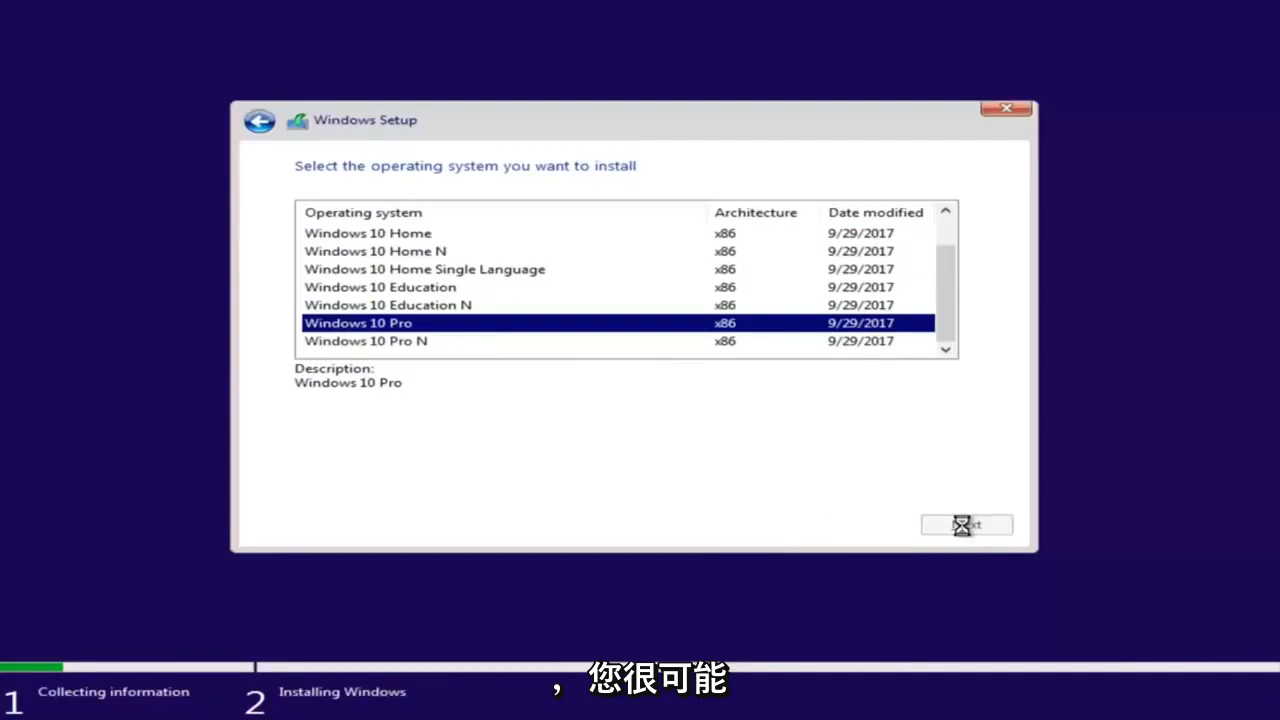 Windows Setup
Select the operating system you want to install
Operating system Architecture Date modified
Windows 10 Home x86 9/29/2017
Windows 10 Home N x86 9/29/2017
Windows 10 Home Single Language x86 9/29/2017
Windows 10 Education x86 9/29/2017
Windows 10 Education N x86 9/29/2017
Windows 10 Pro x86 9/29/2017
Windows 10 Pro N x86 9/29/2017
Description:
Windows 10 Pro
，您很可能
1 Collecting information 2 Installing Windows